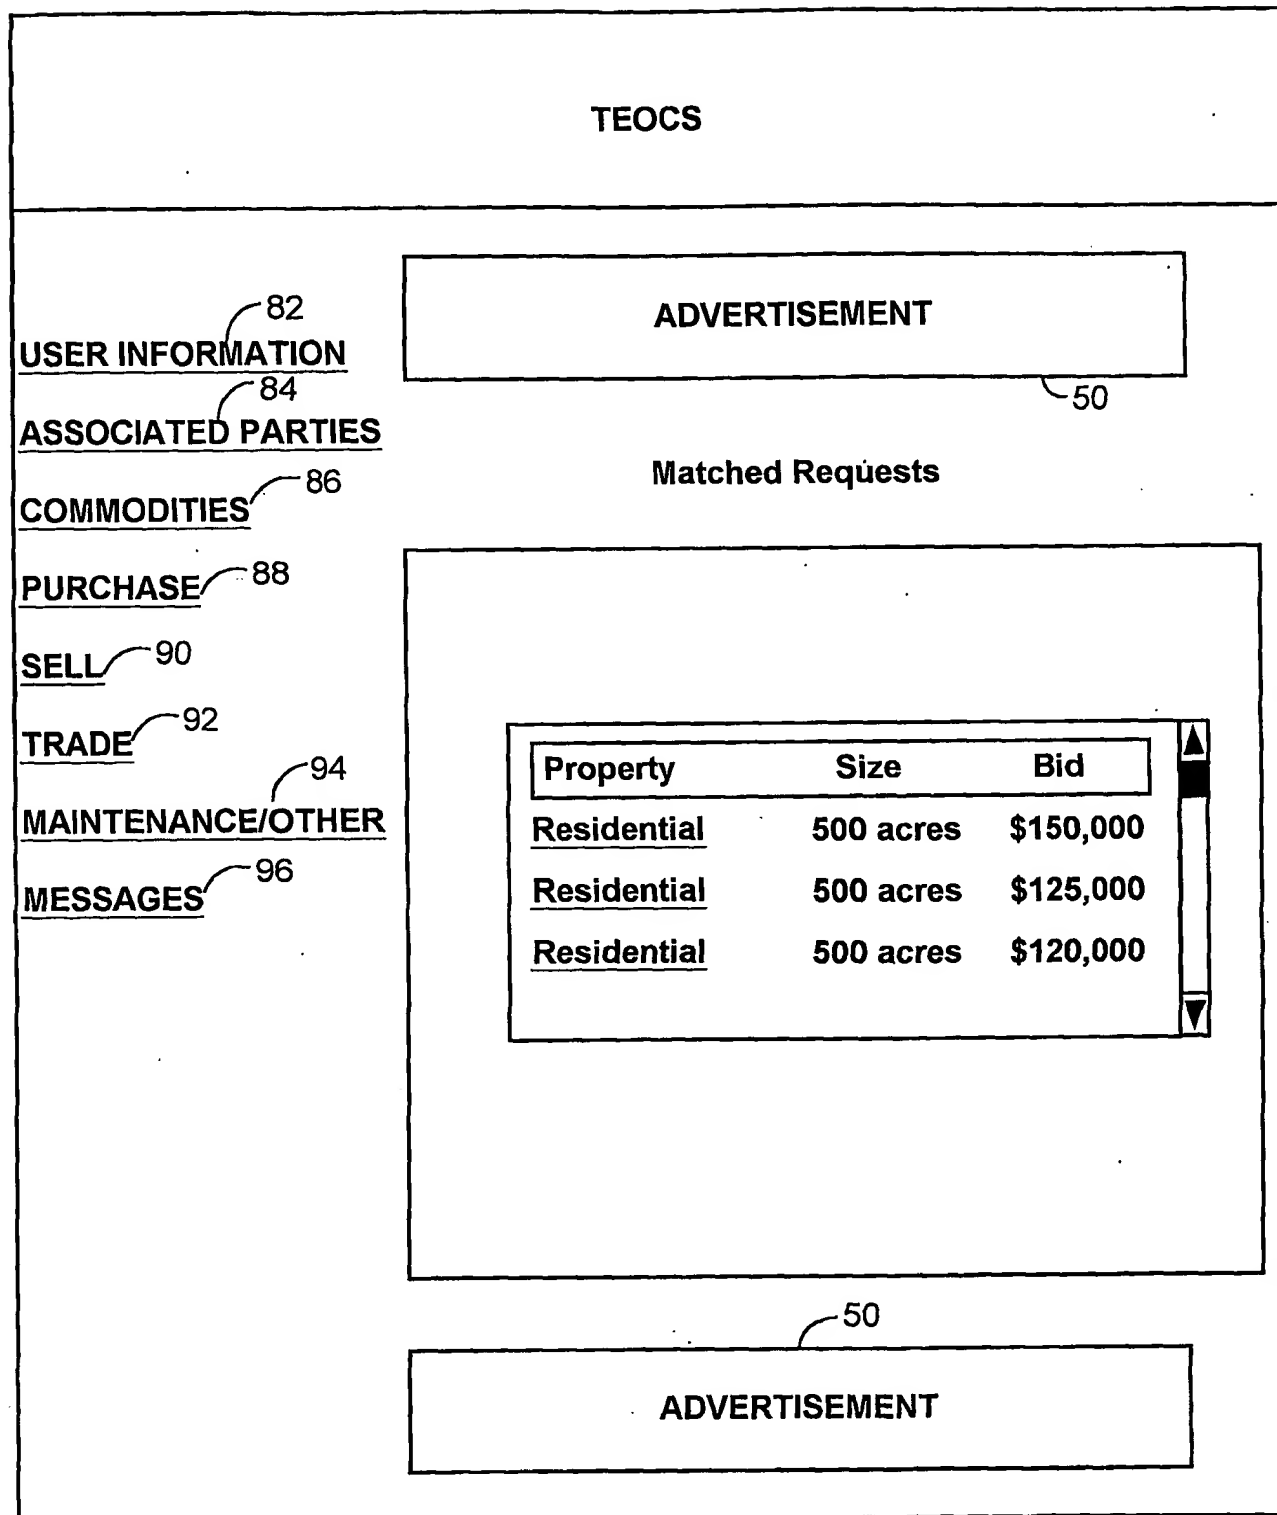 TEOCS
82
USER INFORMATION
84
ASSOCIATED PARTIES
86
COMMODITIES
88
PURCHASE
90
SELL
92
TRADE
94
MAINTENANCE/OTHER
96
MESSAGES
ADVERTISEMENT
50
Matched Requests
Property Size Bid
Residential 500 acres $150,000
Residential 500 acres $125,000
Residential 500 acres $120,000
50
ADVERTISEMENT